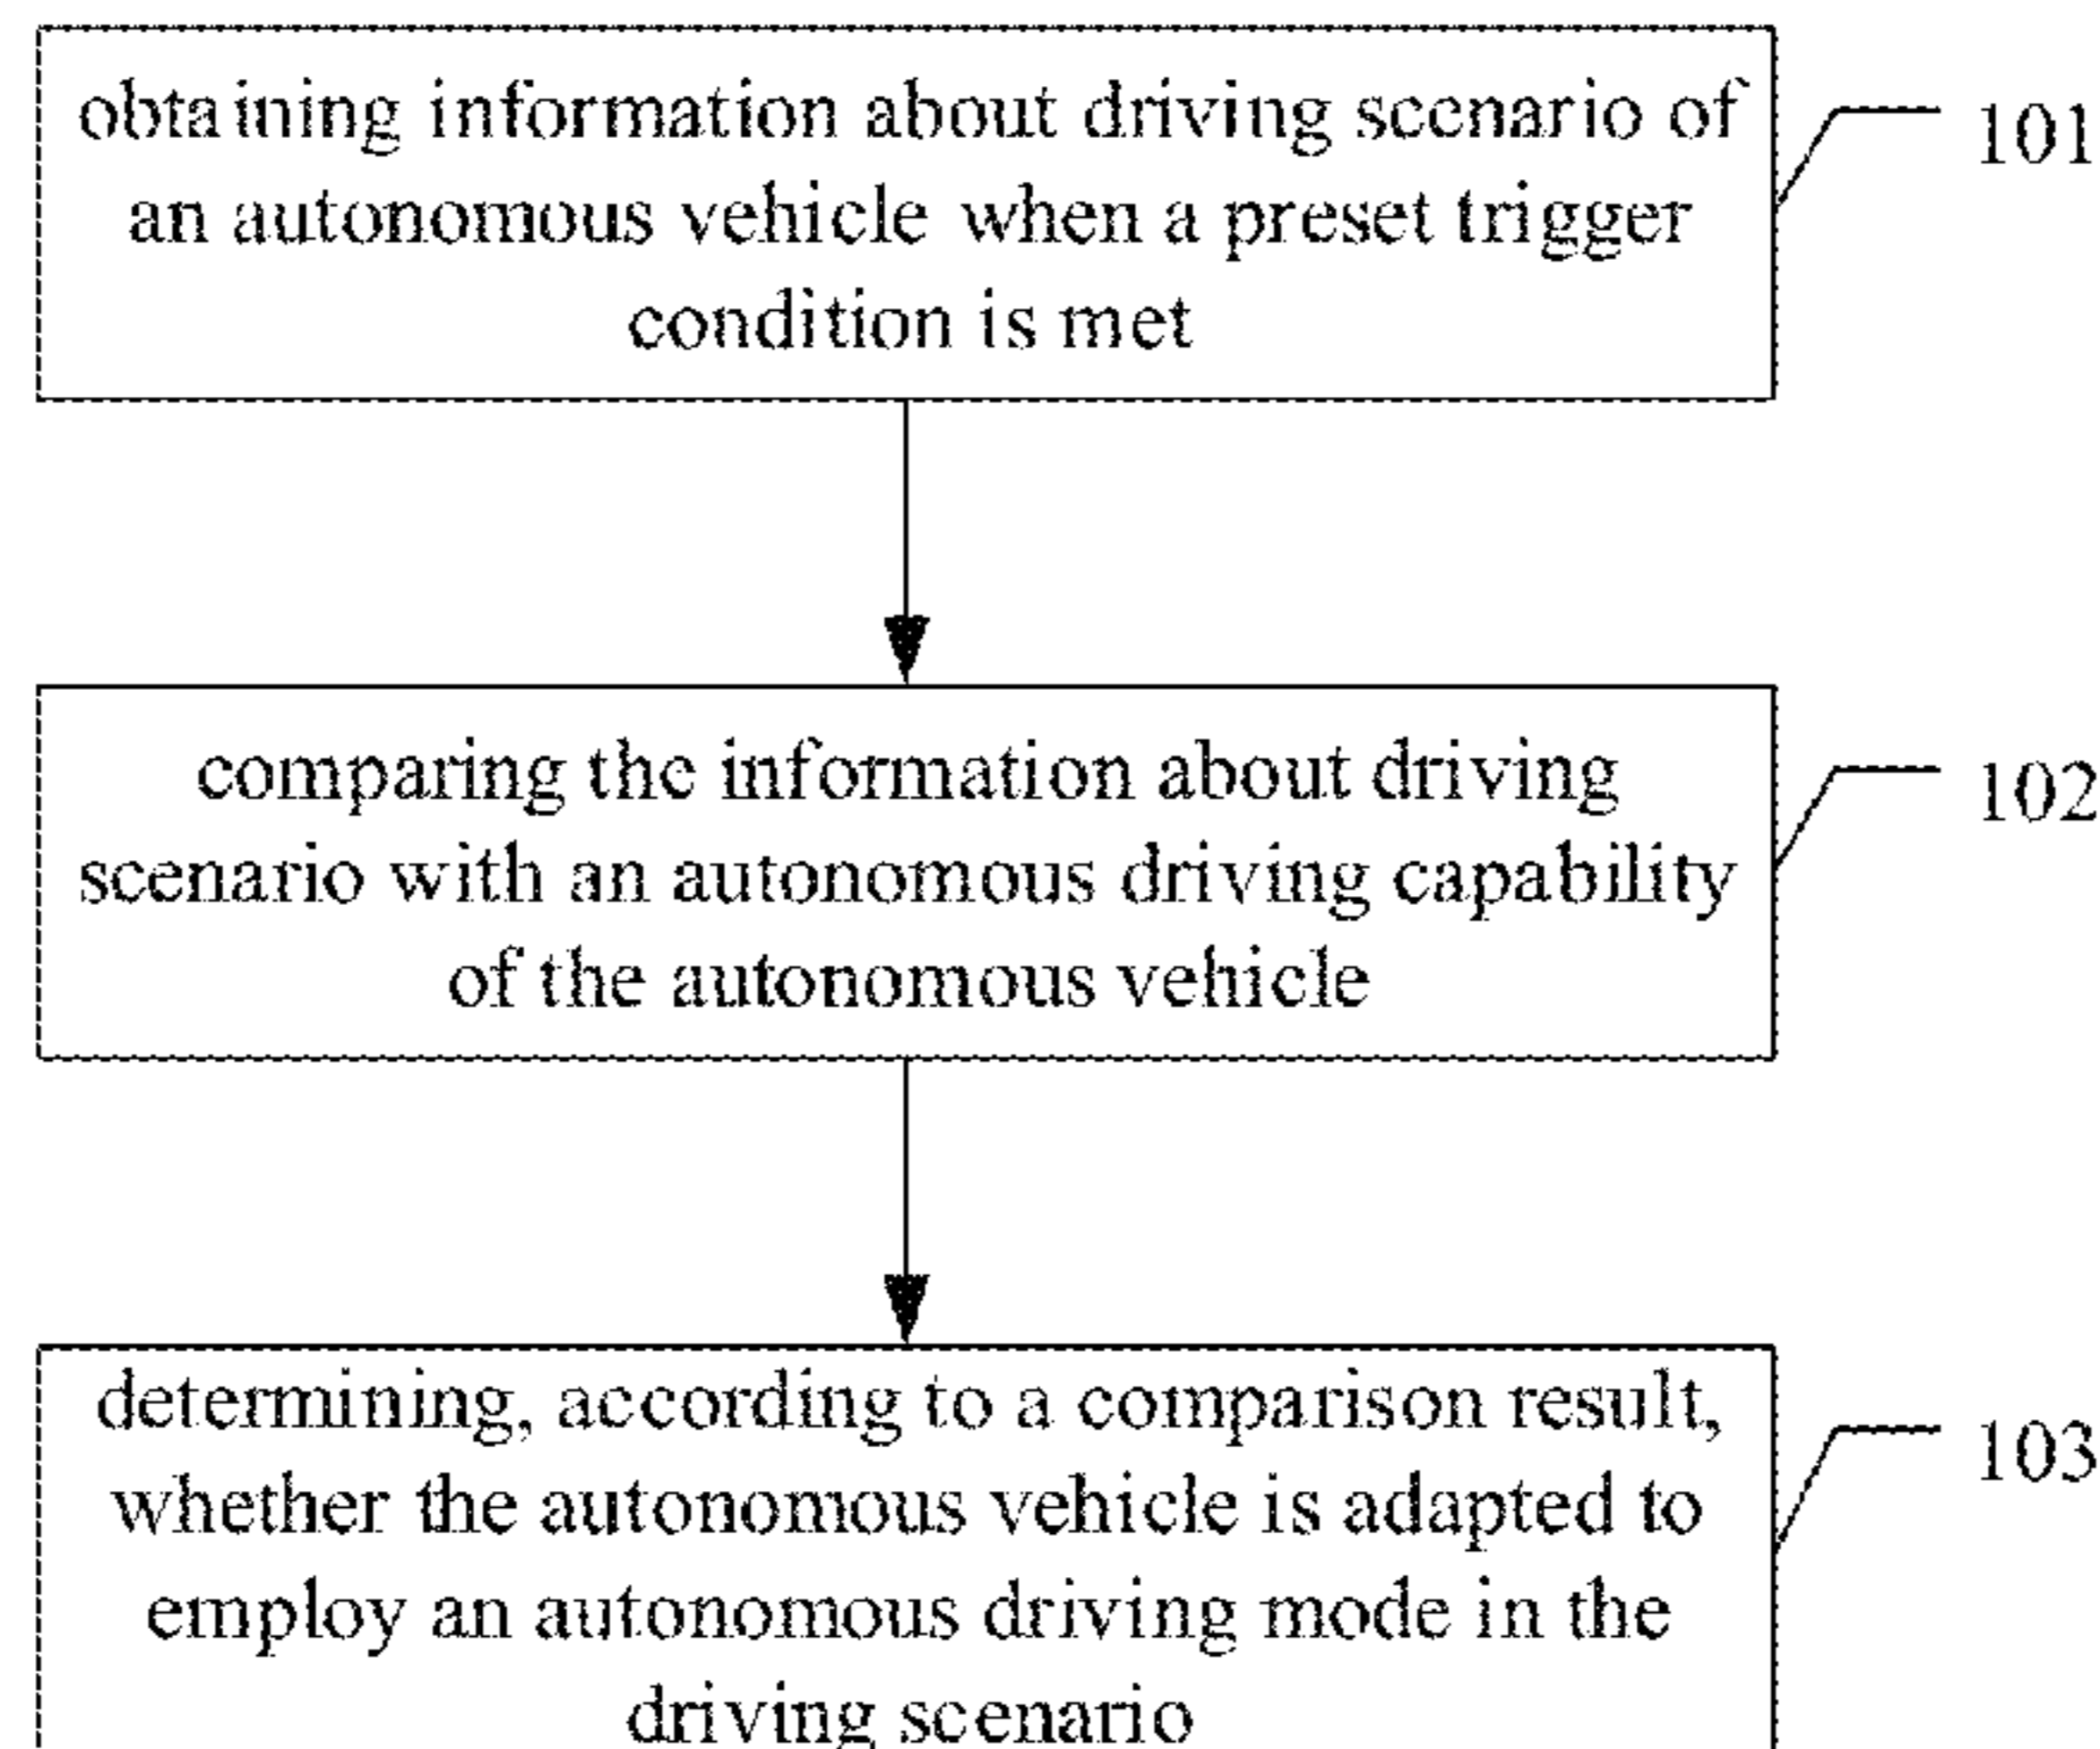 obtaining information about driving scenario of
an autonomous vehicle when a preset trigger
condition is met
101
comparing the information about driving
scenario with an autonomous driving capability
of the autonomous vehicle
102
determining, according to a comparison result,
whether the autonomous vehicle is adapted to
employ an autonomous driving mode in the
driving scenario
103